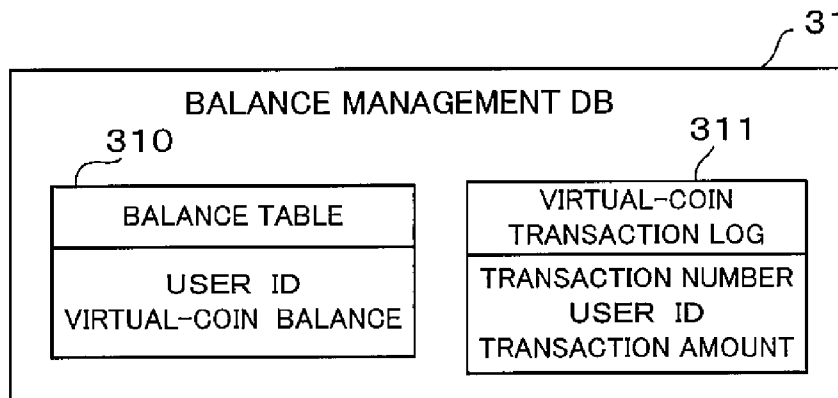 31
BALANCE MANAGEMENT DB
310
BALANCE TABLE
USER ID
VIRTUAL-COIN BALANCE
311
VIRTUAL-COIN
TRANSACTION LOG
TRANSACTION NUMBER
USER ID
TRANSACTION AMOUNT